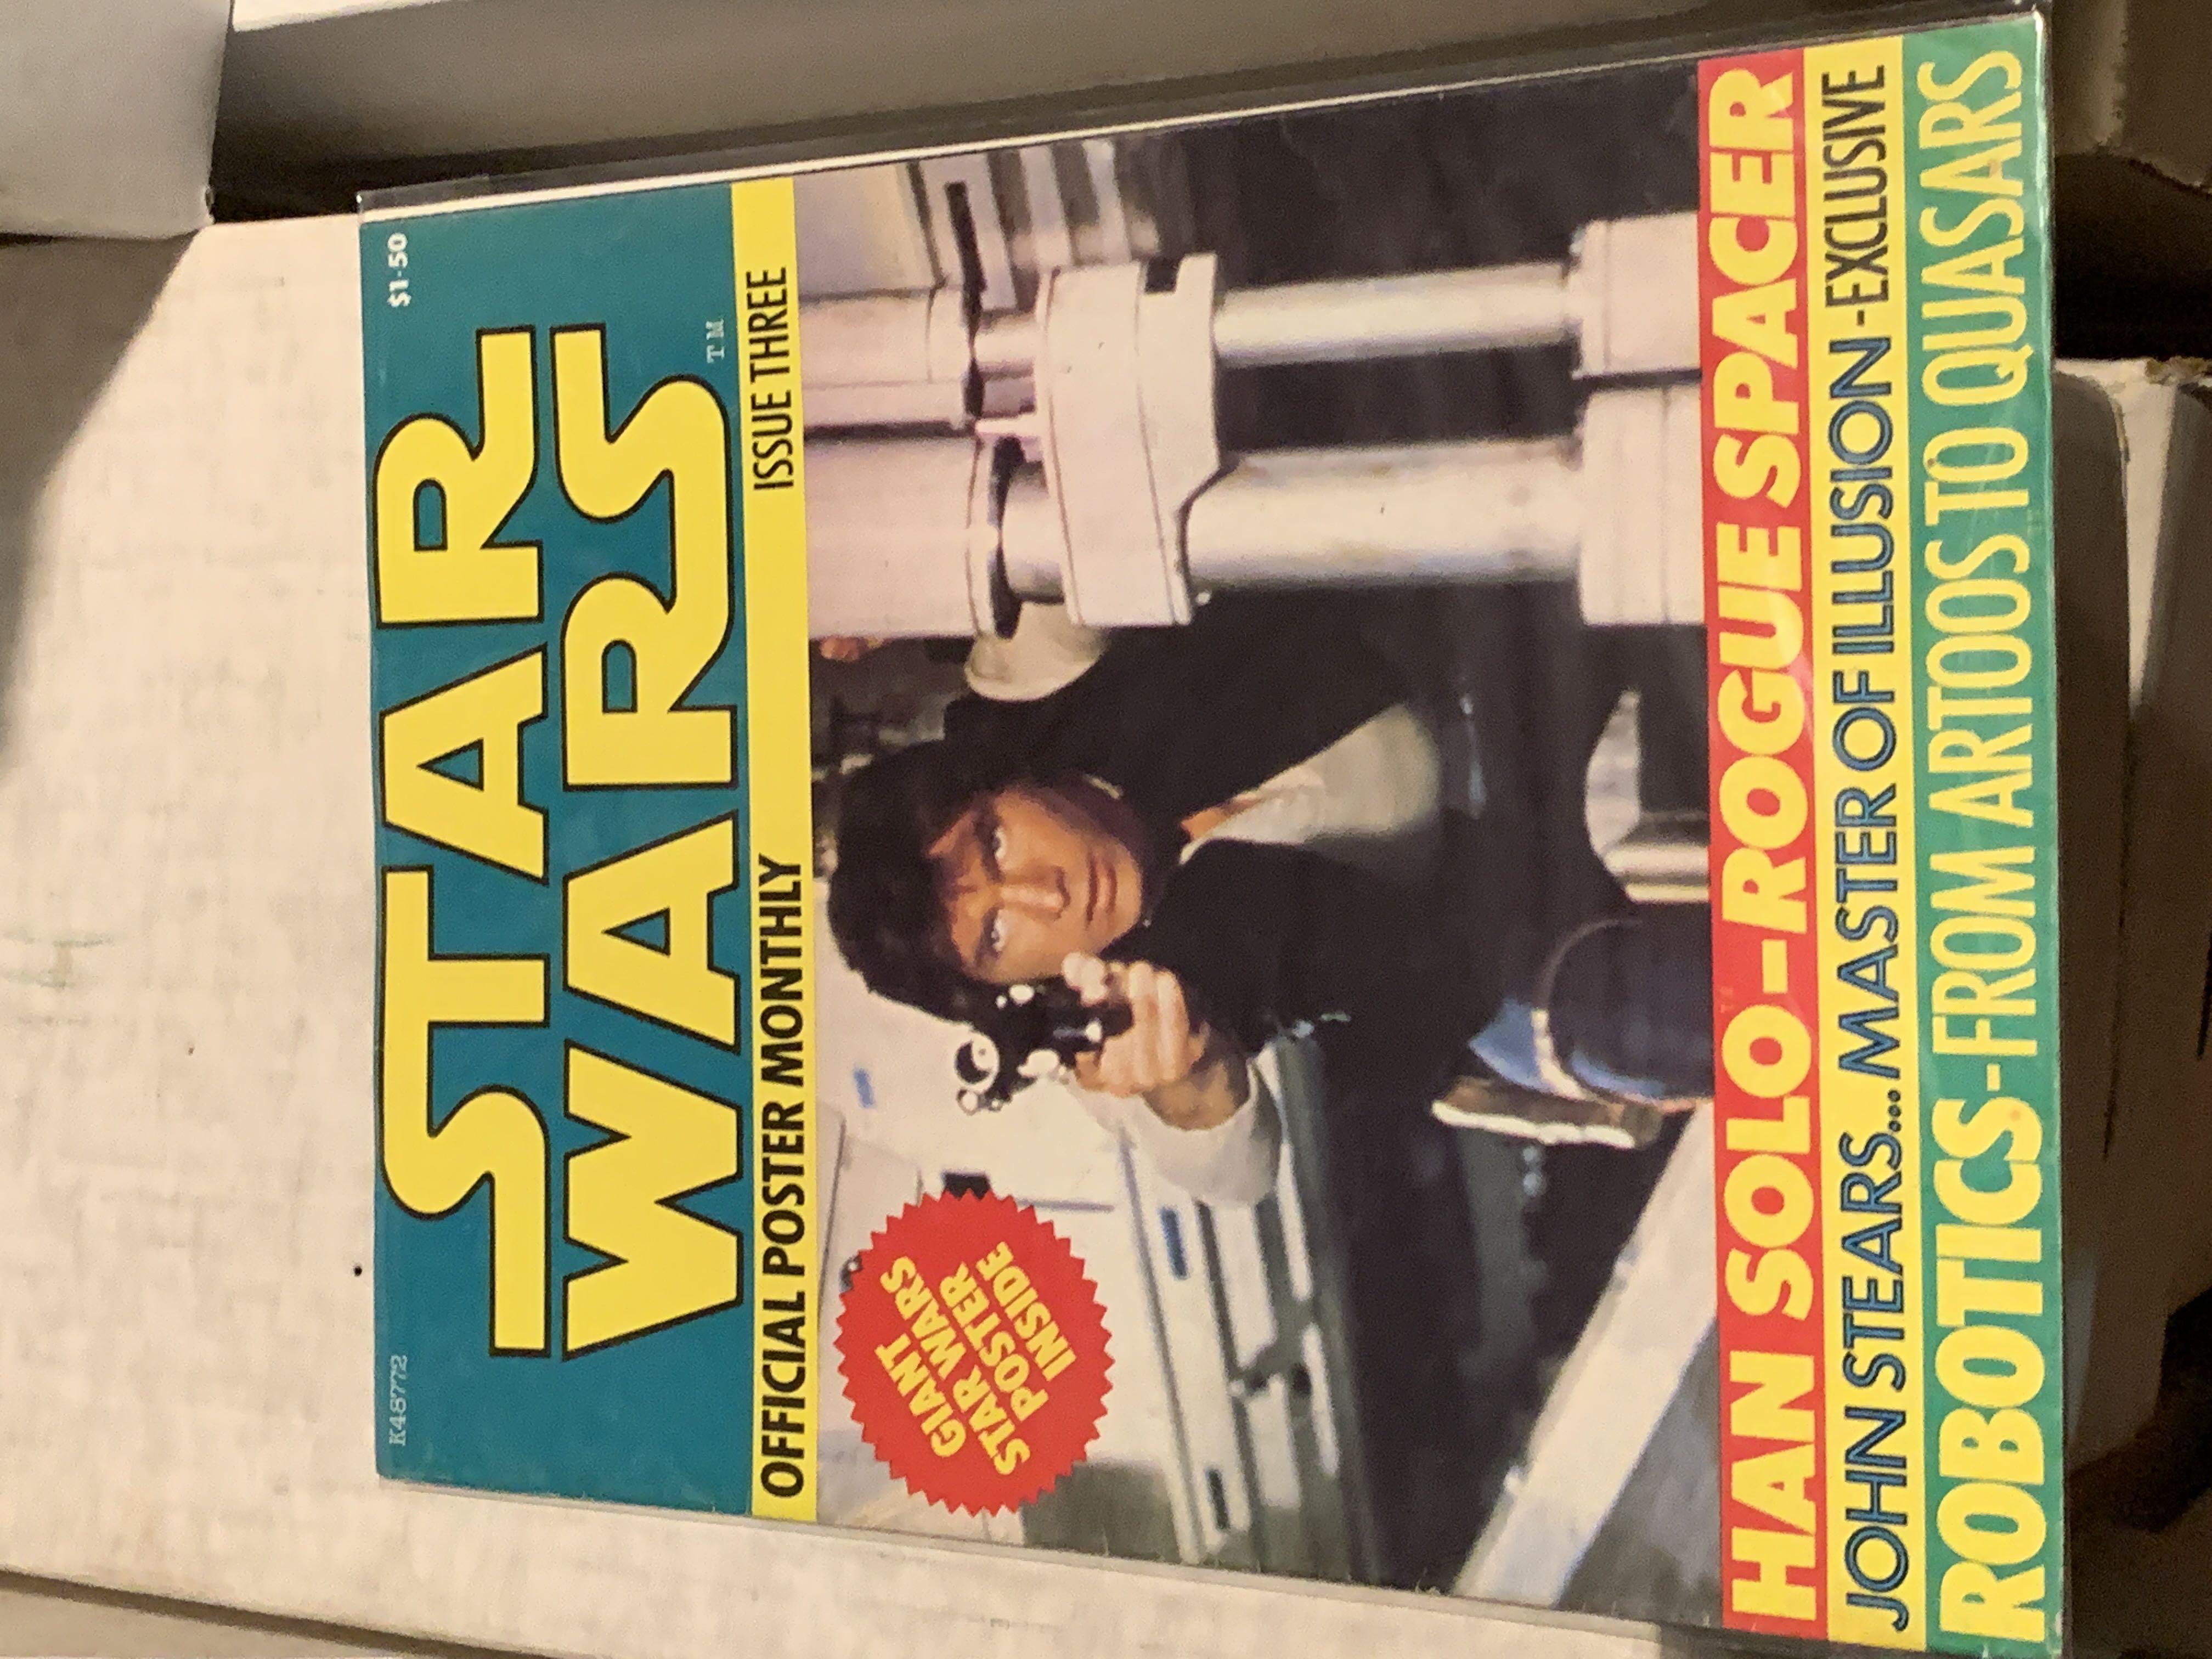 K48772
$1·50
STAR
WARS
TM
OFFICIAL POSTER MONTHLY
ISSUE THREE
GIANT
STAR WARS
POSTER
INSIDE
HAN SOLO-ROGUE SPACER
JOHN STEARS...MASTER OF ILLUSION-EXCLUSIVE
ROBOTICS-FROM ARTOOS TO QUASARS